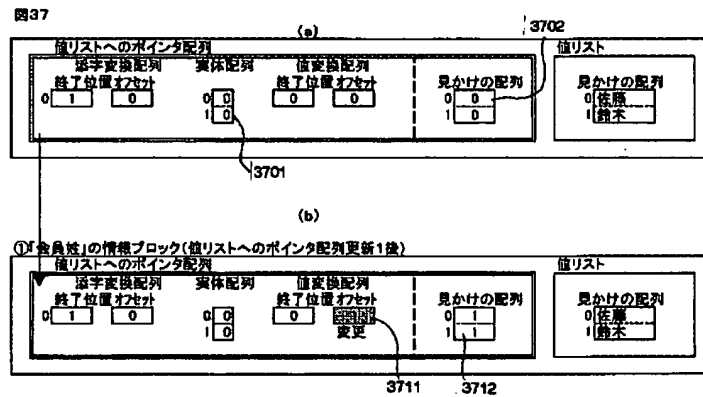 図37
(a)
3702
値リストへのポインタ配列
値リスト
添字変換配列 実体配列 値変換配列
終了位置 オフセット 終了位置 オフセット 見かけの配列 見かけの配列
0 1 0 0 0 0 0 0 0 0 佐藤
1 0 1 0 1 鈴木
3701
(b)
①「会員姓」の情報ブロック(値リストへのポインタ配列更新1後)
値リストへのポインタ配列
値リスト
添字変換配列 実体配列 値変換配列
終了位置 オフセット 終了位置 オフセット 見かけの配列 見かけの配列
0 1 0 0 0 0 0 1 0 佐藤
1 0 変更 1 1 1 鈴木
3711
3712